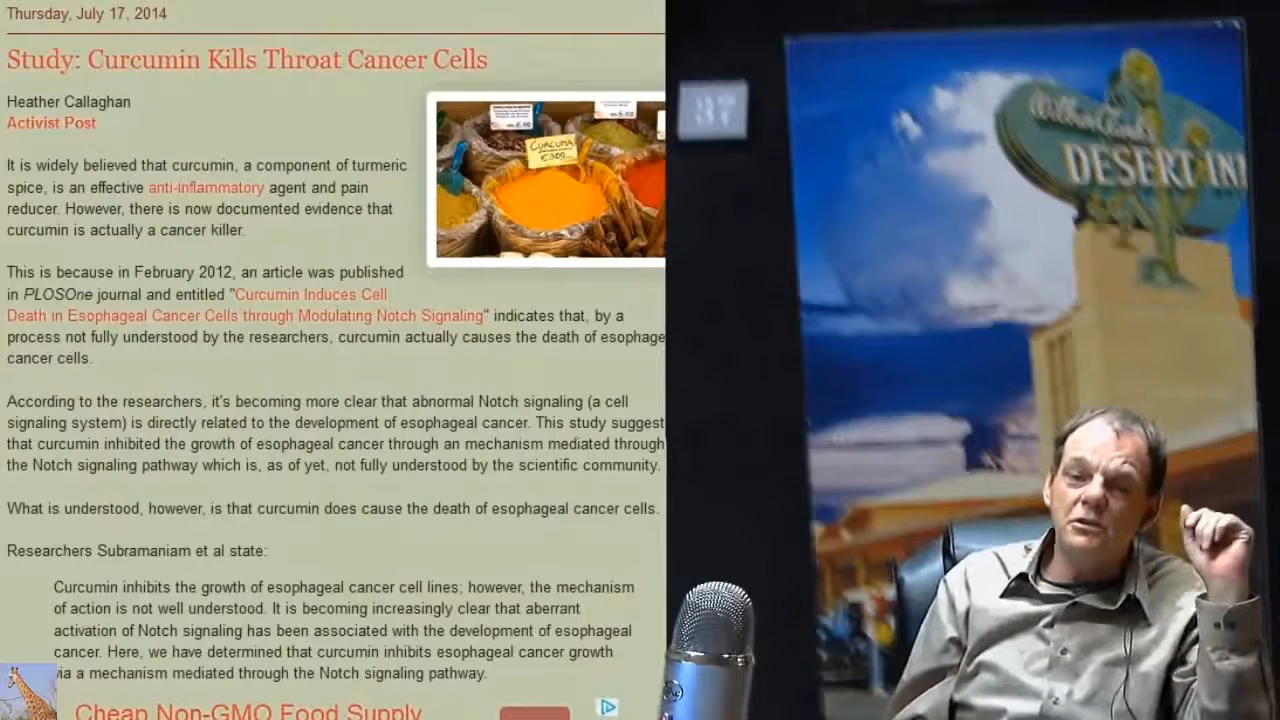 Thursday, July 17, 2014
Study: Curcumin Kills Throat Cancer Cells
Heather Callaghan
Activist Post
It is widely believed that curcumin, a component of turmeric
spice, is an effective anti-inflammatory agent and pain
reducer. However, there is now documented evidence that
curcumin is actually a cancer killer.
CURCUMA
This is because in February 2012, an article was published
in PLOSOne journal and entitled "Curcumin Induces Cell
Death in Esophageal Cancer Cells through Modulating Notch Signaling" indicates that, by a
process not fully understood by the researchers, curcumin actually causes the death of esophage
cancer cells.
According to the researchers, it's becoming more clear that abnormal Notch signaling (a cell
signaling system) is directly related to the development of esophageal cancer. This study suggest
that curcumin inhibited the growth of esophageal cancer through an mechanism mediated through
the Notch signaling pathway which is, as of yet, not fully understood by the scientific community.
What is understood, however, is that curcumin does cause the death of esophageal cancer cells.
Researchers Subramaniam et al state:
Curcumin inhibits the growth of esophageal cancer cell lines; however, the mechanism
of action is not well understood. It is becoming increasingly clear that aberrant
activation of Notch signaling has been associated with the development of esophageal
cancer. Here, we have determined that curcumin inhibits esophageal cancer growth
via a mechanism mediated through the Notch signaling pathway.
Cheap Non-GMO Food Supply
37
Wilbur Clark's
DESERT INN